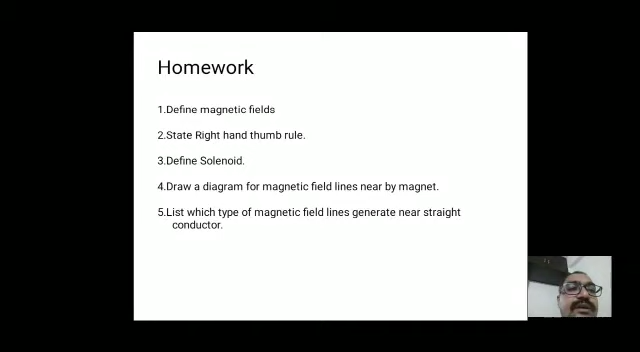 Homework
1.Define magnetic fields
2.State Right hand thumb rule.
3.Define Solenoid.
4.Draw a diagram for magnetic field lines near by magnet.
5.List which type of magnetic field lines generate near straight
conductor.